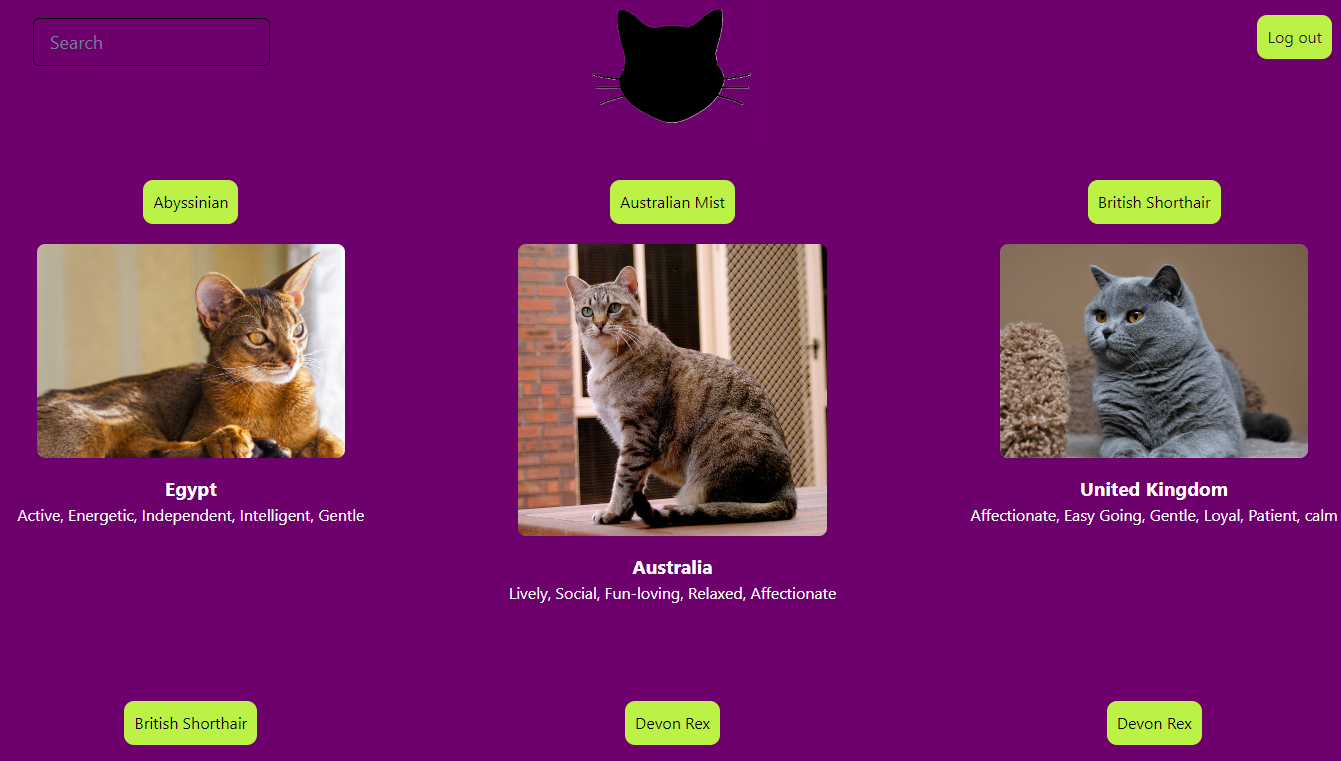 Search
Log out
Abyssinian
Australian Mist
British Shorthair
Egypt
Active, Energetic, Independent, Intelligent, Gentle
Australia
Lively, Social, Fun-loving, Relaxed, Affectionate
United Kingdom
Affectionate, Easy Going, Gentle, Loyal, Patient, calm
British Shorthair
Devon Rex
Devon Rex